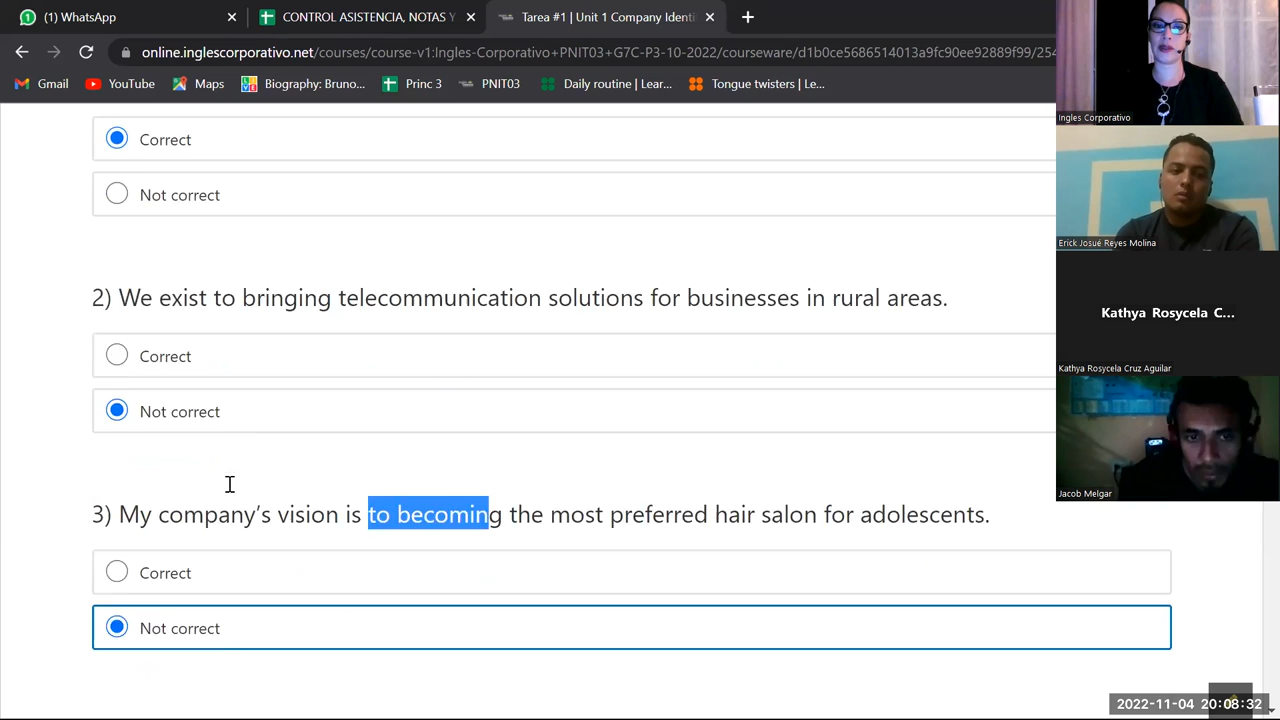 (1) WhatsApp
CONTROL ASISTENCIA, NOTAS Y
Tarea #1 | Unit 1 Company Identi
online.inglescorporativo.net/courses/course-v1:Inglescorporativo+PNIT03+G7C-P3-10-2022/courseware/d1b0ce5686514013a9fc90ee92889f99/254
Gmail
YouTube
Maps
Biography: Bruno...
Princ 3
PNIT03
Daily routine | Lear...
Tongue twisters | Le...
Correct
Not correct
2) We exist to bringing telecommunication solutions for businesses in rural areas.
Correct
Not correct
3) My company’s vision is to becoming the most preferred hair salon for adolescents.
Correct
Not correct
Ingles Corporativo
Erick Josué Reyes Molina
Kathya Rosycela C...
Kathya Rosycela Cruz Aguilar
Jacob Melgar
2022-11-04 20:08:32